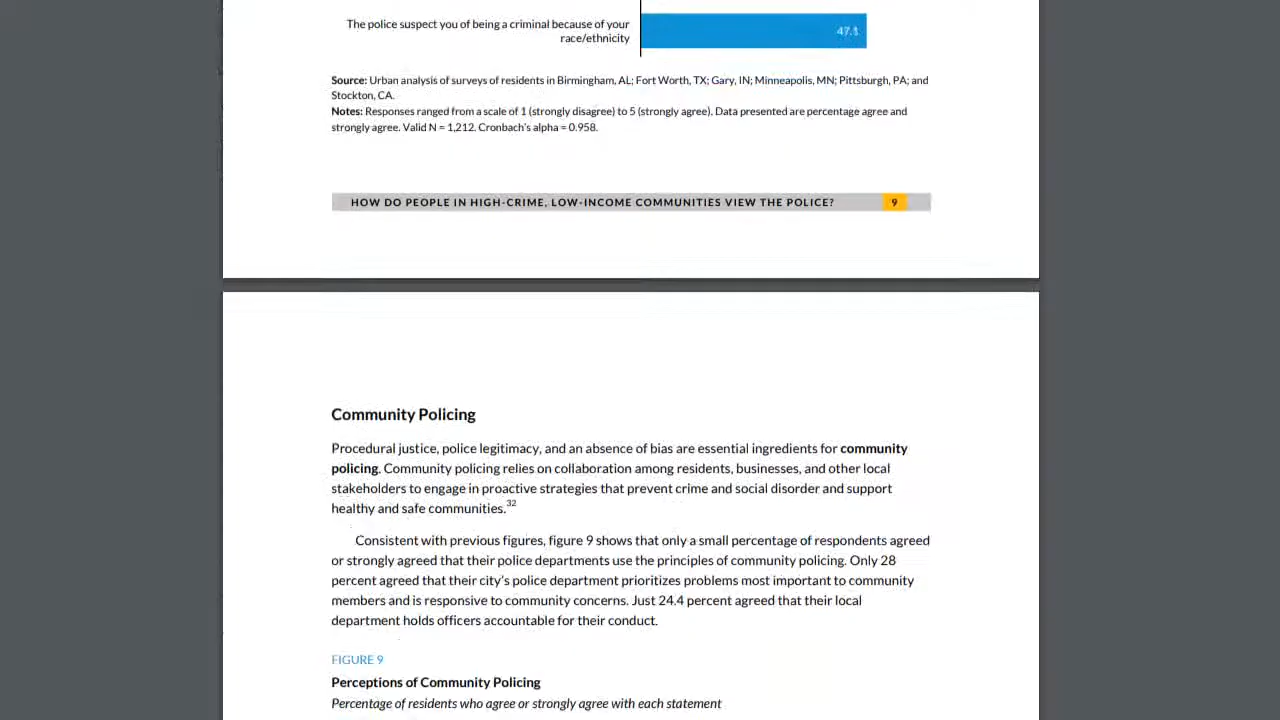 The police suspect you of being a criminal because of your
race/ethnicity
47.1
Source: Urban analysis of surveys of residents in Birmingham, AL; Fort Worth, TX; Gary, IN; Minneapolis, MN; Pittsburgh, PA; and
Stockton, CA.
Notes: Responses ranged from a scale of 1 (strongly disagree) to 5 (strongly agree). Data presented are percentage agree and
strongly agree. Valid N = 1,212. Cronbach's alpha = 0.958.
HOW DO PEOPLE IN HIGH-CRIME, LOW-INCOME COMMUNITIES VIEW THE POLICE? 9
Community Policing
Procedural justice, police legitimacy, and an absence of bias are essential ingredients for community
policing. Community policing relies on collaboration among residents, businesses, and other local
stakeholders to engage in proactive strategies that prevent crime and social disorder and support
healthy and safe communities.32
Consistent with previous figures, figure 9 shows that only a small percentage of respondents agreed
or strongly agreed that their police departments use the principles of community policing. Only 28
percent agreed that their city's police department prioritizes problems most important to community
members and is responsive to community concerns. Just 24.4 percent agreed that their local
department holds officers accountable for their conduct.
FIGURE 9
Perceptions of Community Policing
Percentage of residents who agree or strongly agree with each statement